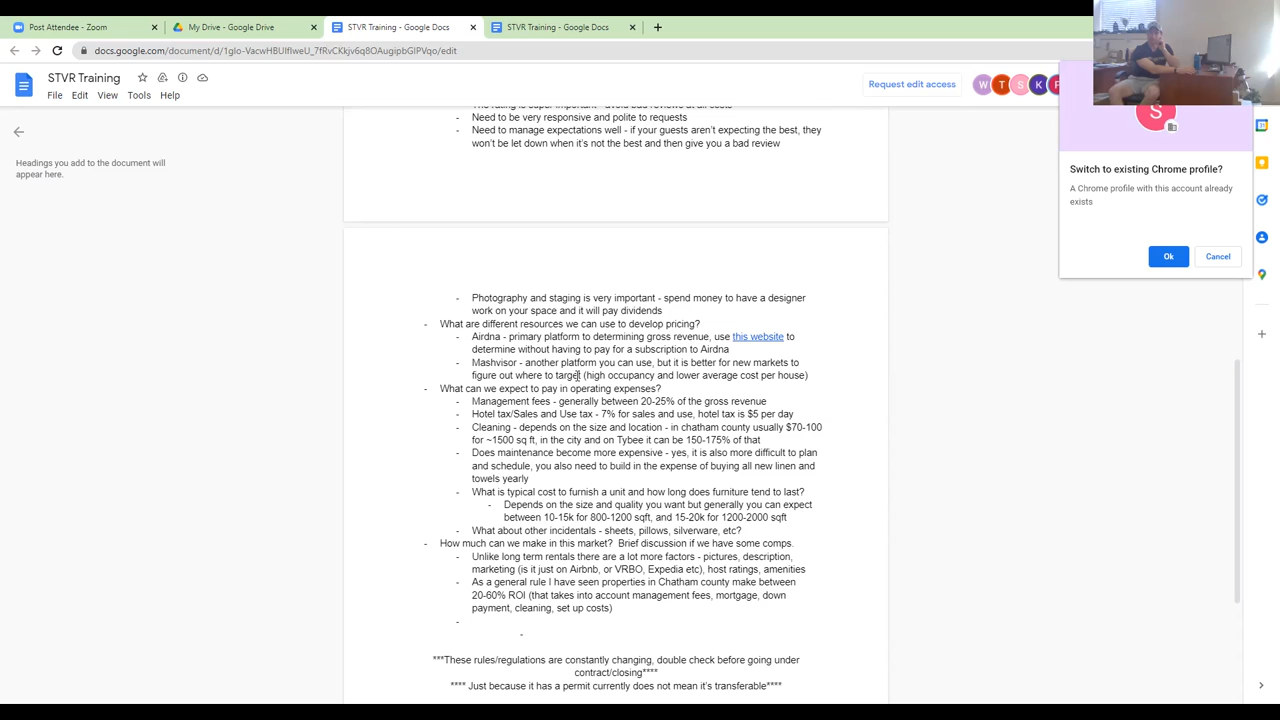 Post Attendee - Zoom
My Drive - Google Drive
STVR Training - Google Docs
STVR Training - Google Docs
STVR Training
File Edit View Tools Help
Request edit access
W T S K
Headings you add to the document will
appear here.
S
Switch to existing Chrome profile?
A Chrome profile with this account already
exists
Ok Cancel
- The rating is super important - avoid bad reviews at all costs
- Need to be very responsive and polite to requests
- Need to manage expectations well - if your guests aren't expecting the best, they
won't be let down when it's not the best and then give you a bad review
- Photography and staging is very important - spend money to have a designer
work on your space and it will pay dividends
- What are different resources we can use to develop pricing?
- Airdna - primary platform to determining gross revenue, use this website to
determine without having to pay for a subscription to Airdna
- Mashvisor - another platform you can use, but it is better for new markets to
figure out where to target (high occupancy and lower average cost per house)
- What can we expect to pay in operating expenses?
- Management fees - generally between 20-25% of the gross revenue
- Hotel tax/Sales and Use tax - 7% for sales and use, hotel tax is $5 per day
- Cleaning - depends on the size and location - in chatham county usually $70-100
for ~1500 sq ft, in the city and on Tybee it can be 150-175% of that
- Does maintenance become more expensive - yes, it is also more difficult to plan
and schedule, you also need to build in the expense of buying all new linen and
towels yearly
- What is typical cost to furnish a unit and how long does furniture tend to last?
- Depends on the size and quality you want but generally you can expect
between 10-15k for 800-1200 sqft, and 15-20k for 1200-2000 sqft
- What about other incidentals - sheets, pillows, silverware, etc?
- How much can we make in this market? Brief discussion if we have some comps.
- Unlike long term rentals there are a lot more factors - pictures, description,
marketing (is it just on Airbnb, or VRBO, Expedia etc), host ratings, amenities
- As a general rule I have seen properties in Chatham county make between
20-60% ROI (that takes into account management fees, mortgage, down
payment, cleaning, set up costs)
-
-
***These rules/regulations are constantly changing, double check before going under
contract/closing****
**** Just because it has a permit currently does not mean it's transferable****